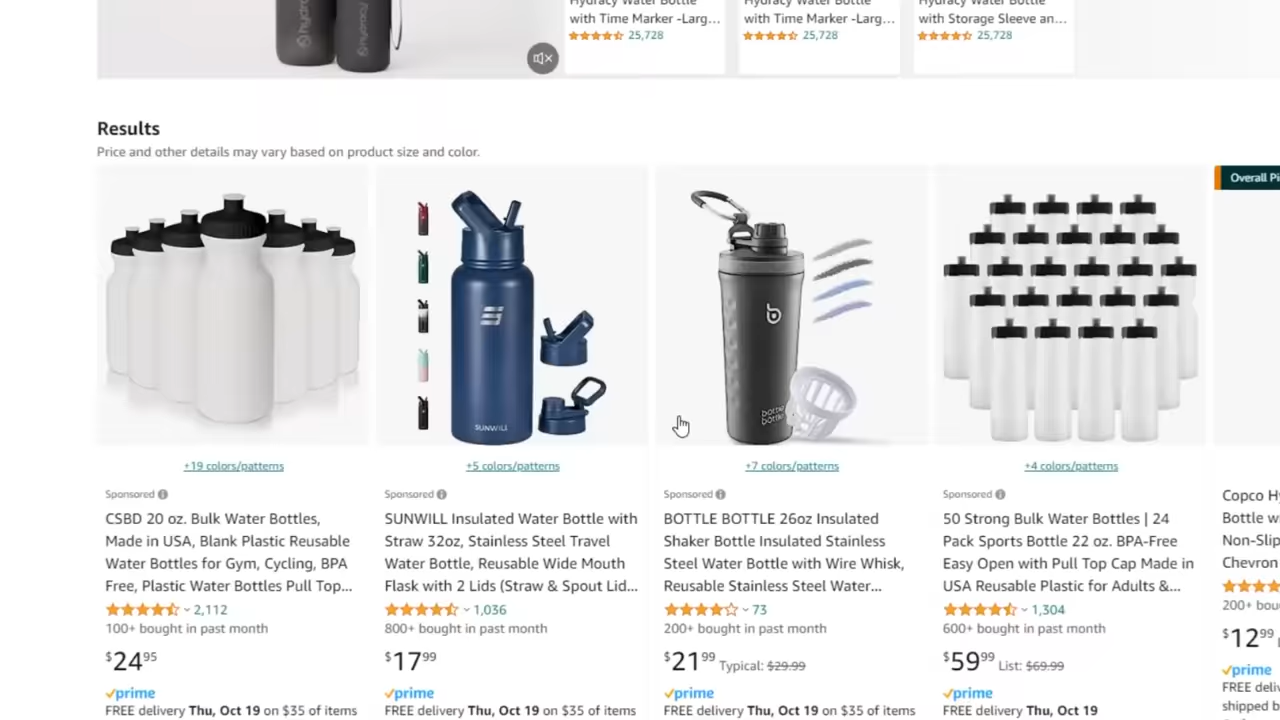 Hydracy Water Bottle
with Time Marker -Larg...
25,728
Hydracy Water Bottle
with Time Marker -Larg...
25,728
Hydracy Water Bottle
with Storage Sleeve an...
25,728
Results
Price and other details may vary based on product size and color.
Overall Pi
SUNWILL
b
bottle
bottle
+19 colors/patterns
Sponsored
CSBD 20 oz. Bulk Water Bottles,
Made in USA, Blank Plastic Reusable
Water Bottles for Gym, Cycling, BPA
Free, Plastic Water Bottles Pull Top...
2,112
100+ bought in past month
$24 95
prime
FREE delivery Thu, Oct 19 on $35 of items
+5 colors/patterns
Sponsored
SUNWILL Insulated Water Bottle with
Straw 32oz, Stainless Steel Travel
Water Bottle, Reusable Wide Mouth
Flask with 2 Lids (Straw & Spout Lid...
1,036
800+ bought in past month
$17 99
prime
FREE delivery Thu, Oct 19 on $35 of items
+7 colors/patterns
Sponsored
BOTTLE BOTTLE 26oz Insulated
Shaker Bottle Insulated Stainless
Steel Water Bottle with Wire Whisk,
Reusable Stainless Steel Water...
73
200+ bought in past month
$21 99 Typical: $29.99
prime
FREE delivery Thu, Oct 19 on $35 of items
+4 colors/patterns
Sponsored
50 Strong Bulk Water Bottles | 24
Pack Sports Bottle 22 oz. BPA-Free
Easy Open with Pull Top Cap Made in
USA Reusable Plastic for Adults &...
1,304
600+ bought in past month
$59 99 List: $69.99
prime
FREE delivery Thu, Oct 19
Copco Hy
Bottle w
Non-Slip
Chevron
200+ bou
$12 99
prime
FREE deli
shipped b